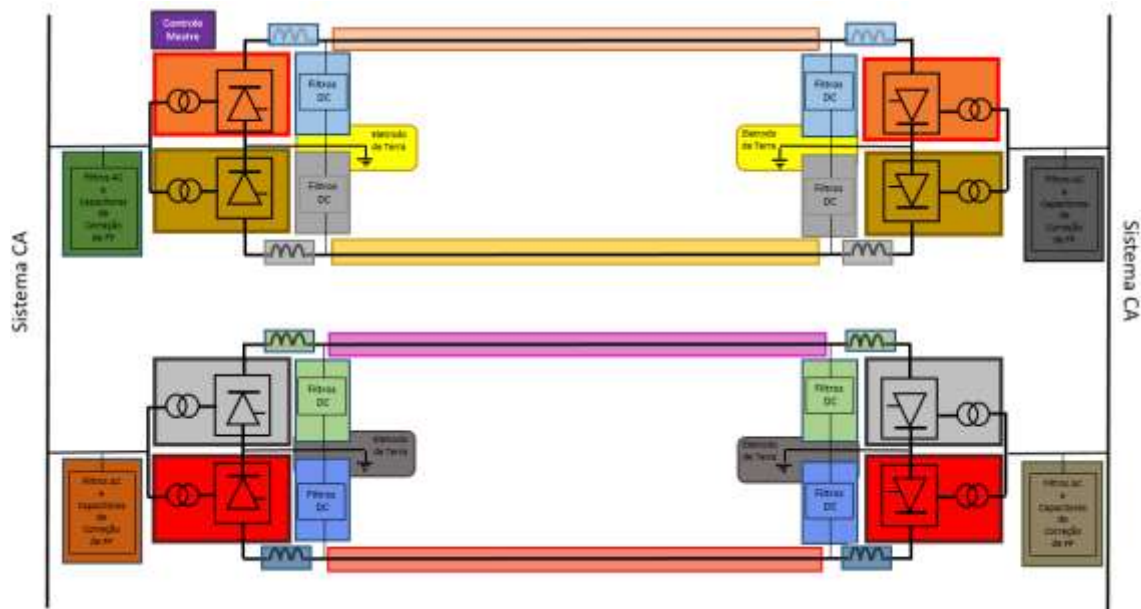 Controle
Mestre
Filtros
DC
Filtros
DC
Eletrodo
de Terra
Eletrodo
de Terra
Filtros AC
e
Capacitores
de
Correção
de FP
Filtros
DC
Filtros
DC
Filtros AC
e
Capacitores
de
Correção
de FP
Sistema CA
Sistema CA
Filtros
DC
Filtros
DC
Eletrodo
de Terra
Eletrodo
de Terra
Filtros AC
e
Capacitores
de
Correção
de FP
Filtros
DC
Filtros
DC
Filtros AC
e
Capacitores
de
Correção
de FP